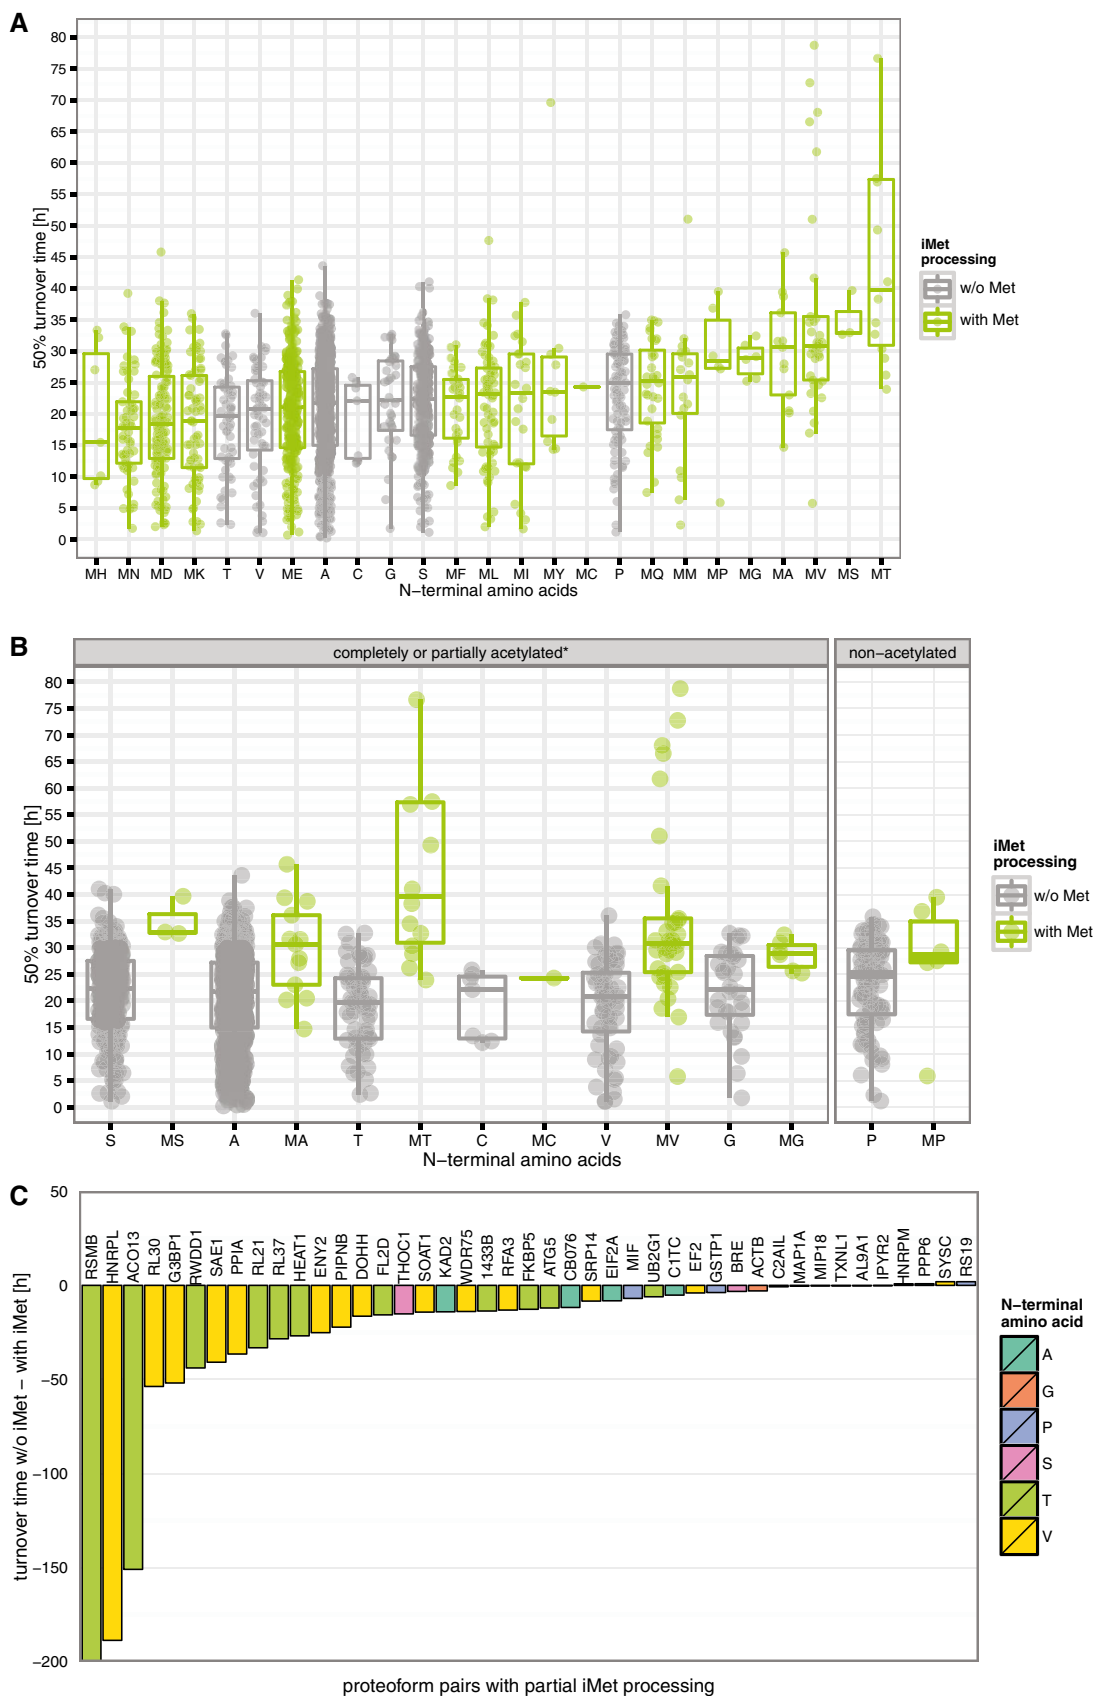 A
50% turnover time [h]
80
75
70
65
60
55
50
45
40
35
30
25
20
15
10
5
0
MH MN MD MK T V ME A C G S MF ML MI MY MC P MQ MM MP MG MA MV MS MT
N−terminal amino acids
iMet
processing
w/o Met
with Met
B
completely or partially acetylated*
non−acetylated
50% turnover time [h]
80
75
70
65
60
55
50
45
40
35
30
25
20
15
10
5
0
S MS A MA T MT C MC V MV G MG P MP
N−terminal amino acids
iMet
processing
w/o Met
with Met
C
turnover time w/o iMet − with iMet [h]
50
0
−50
−100
−150
−200
RSMB HNRPL ACO13 RL30 G3BP1 RWDD1 SAE1 PPIA RL21 RL37 HEAT1 ENY2 PIPNB DOHH FL2D THOC1 SOAT1 KAD2 WDR75 1433B RFA3 FKBP5 ATG5 CB076 SRP14 EIF2A MIF UB2G1 C1TC EF2 GSTP1 BRE ACTB C2AIL MAP1A MIP18 TXNL1 AL9A1 IPYR2 HNRPM PPP6 SYSC RS19
proteoform pairs with partial iMet processing
N−terminal
amino acid
A
G
P
S
T
V